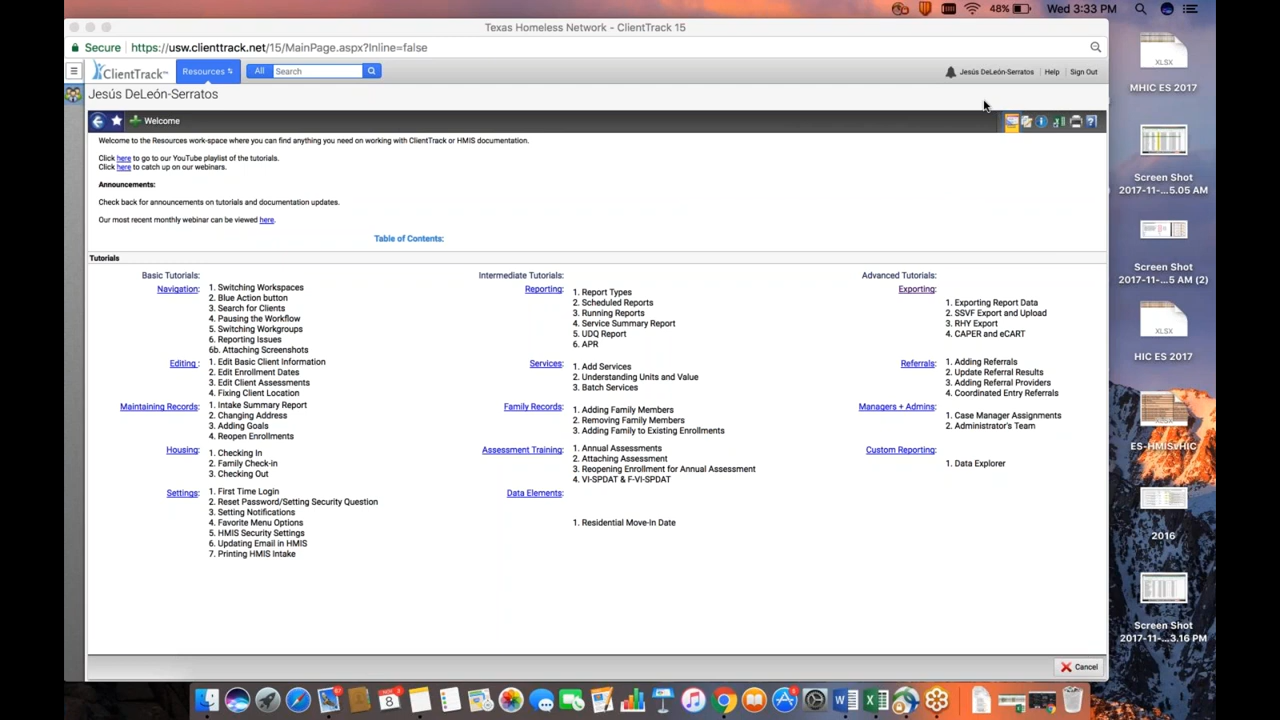 48%
Wed 3:33 PM
Texas Homeless Network - ClientTrack 15
Secure https://usw.clienttrack.net/15/MainPage.aspx?Inline=false
ClientTrack™ Resources All Search
Jesús DeLeón-Serratos Help Sign Out
Jesús DeLeón-Serratos
Welcome
Welcome to the Resources work-space where you can find anything you need on working with ClientTrack or HMIS documentation.
Click here to go to our YouTube playlist of the tutorials.
Click here to catch up on our webinars.
Announcements:
Check back for announcements on tutorials and documentation updates.
Our most recent monthly webinar can be viewed here.
Table of Contents:
Tutorials
Basic Tutorials:
Navigation:
1. Switching Workspaces
2. Blue Action button
3. Search for Clients
4. Pausing the Workflow
5. Switching Workgroups
6. Reporting Issues
6b. Attaching Screenshots
Editing :
1. Edit Basic Client Information
2. Edit Enrollment Dates
3. Edit Client Assessments
4. Fixing Client Location
Maintaining Records:
1. Intake Summary Report
2. Changing Address
3. Adding Goals
4. Reopen Enrollments
Housing:
1. Checking In
2. Family Check-in
3. Checking Out
Settings:
1. First Time Login
2. Reset Password/Setting Security Question
3. Setting Notifications
4. Favorite Menu Options
5. HMIS Security Settings
6. Updating Email in HMIS
7. Printing HMIS Intake
Intermediate Tutorials:
Reporting:
1. Report Types
2. Scheduled Reports
3. Running Reports
4. Service Summary Report
5. UDQ Report
6. APR
Services:
1. Add Services
2. Understanding Units and Value
3. Batch Services
Family Records:
1. Adding Family Members
2. Removing Family Members
3. Adding Family to Existing Enrollments
Assessment Training:
1. Annual Assessments
2. Attaching Assessment
3. Reopening Enrollment for Annual Assessment
4. VI-SPDAT & F-VI-SPDAT
Data Elements:
1. Residential Move-In Date
Advanced Tutorials:
Exporting:
1. Exporting Report Data
2. SSVF Export and Upload
3. RHY Export
4. CAPER and eCART
Referrals:
1. Adding Referrals
2. Update Referral Results
3. Adding Referral Providers
4. Coordinated Entry Referrals
Managers + Admins:
1. Case Manager Assignments
2. Administrator's Team
Custom Reporting:
1. Data Explorer
Cancel
XLSX
MHIC ES 2017
Screen Shot
2017-11-...5.05 AM
Screen Shot
2017-11-...5 AM (2)
XLSX
HIC ES 2017
ES-HMISvHIC
2016
Screen Shot
2017-11-...3.16 PM
8